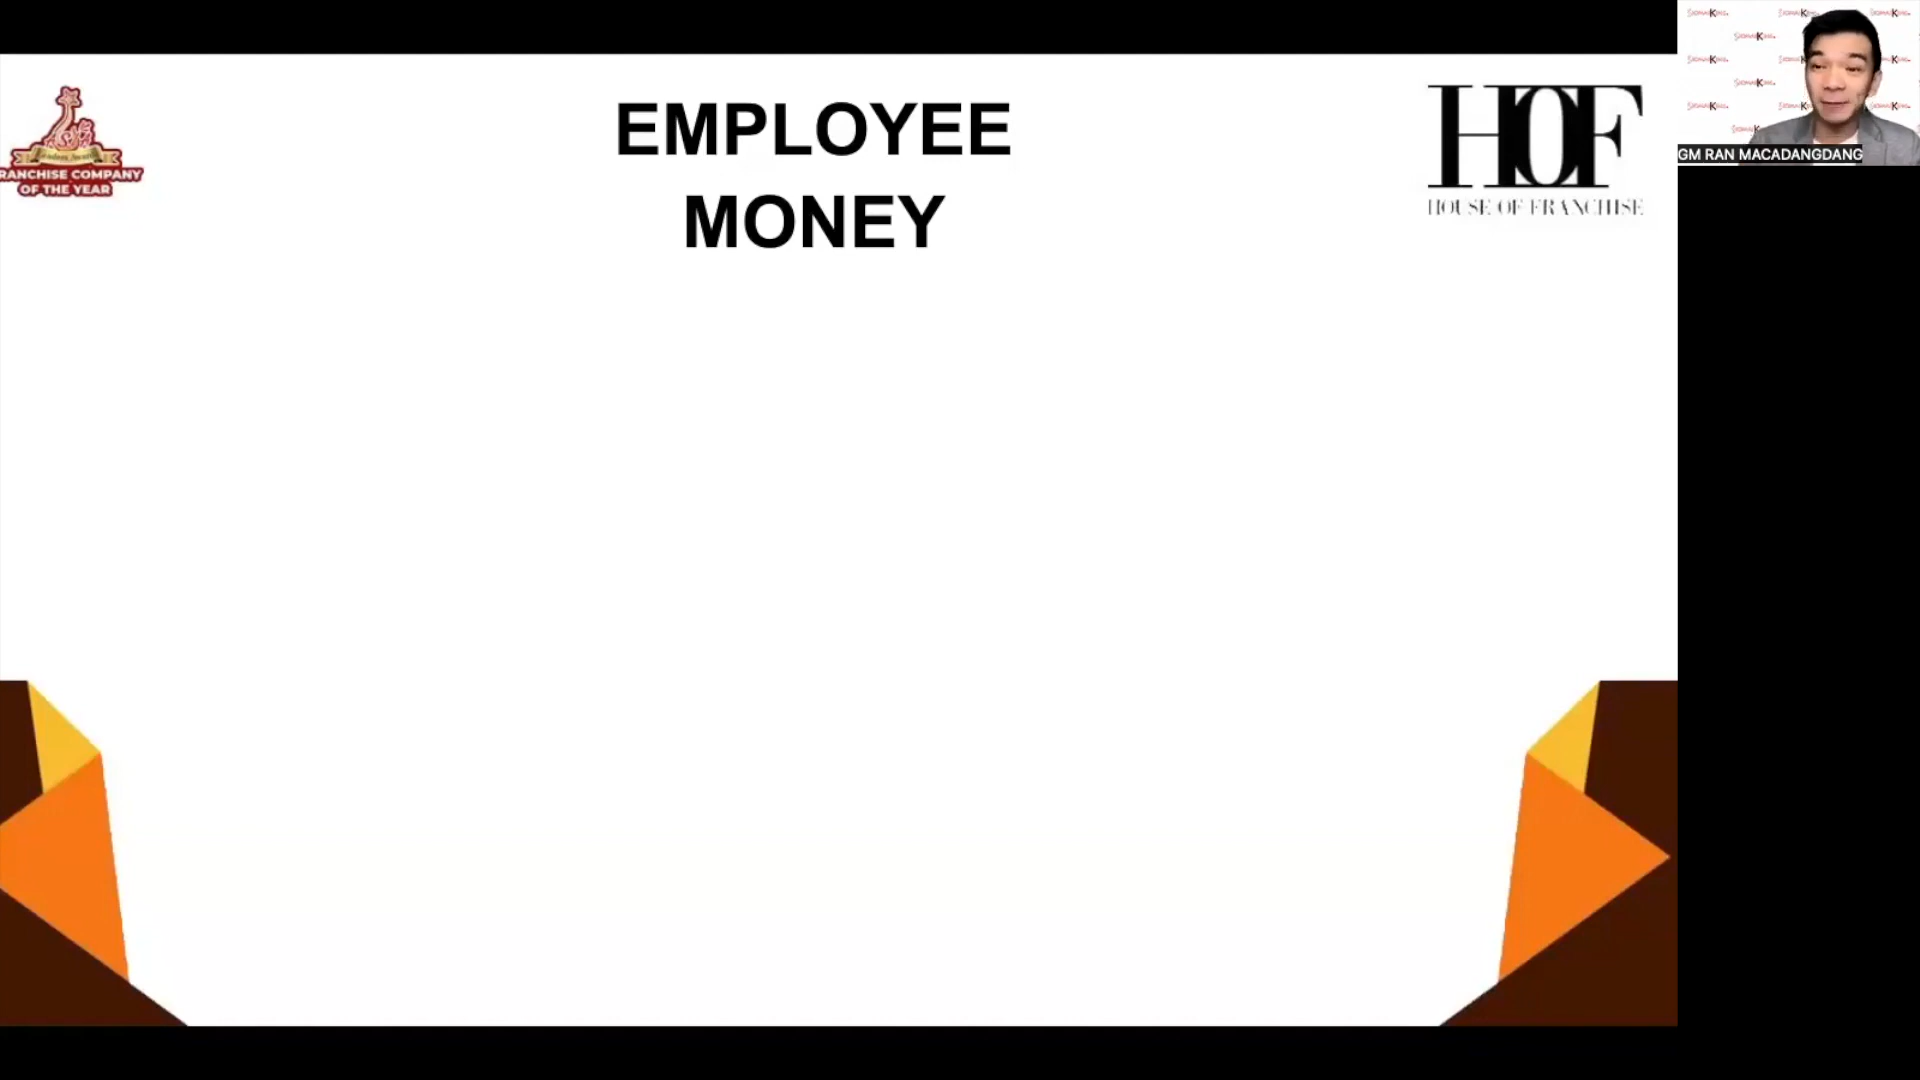 EMPLOYEE
MONEY
RANCHISE COMPANY
OF THE YEAR
HOF
HOUSE OF FRANCHISE
GM RAN MACADANGDANG